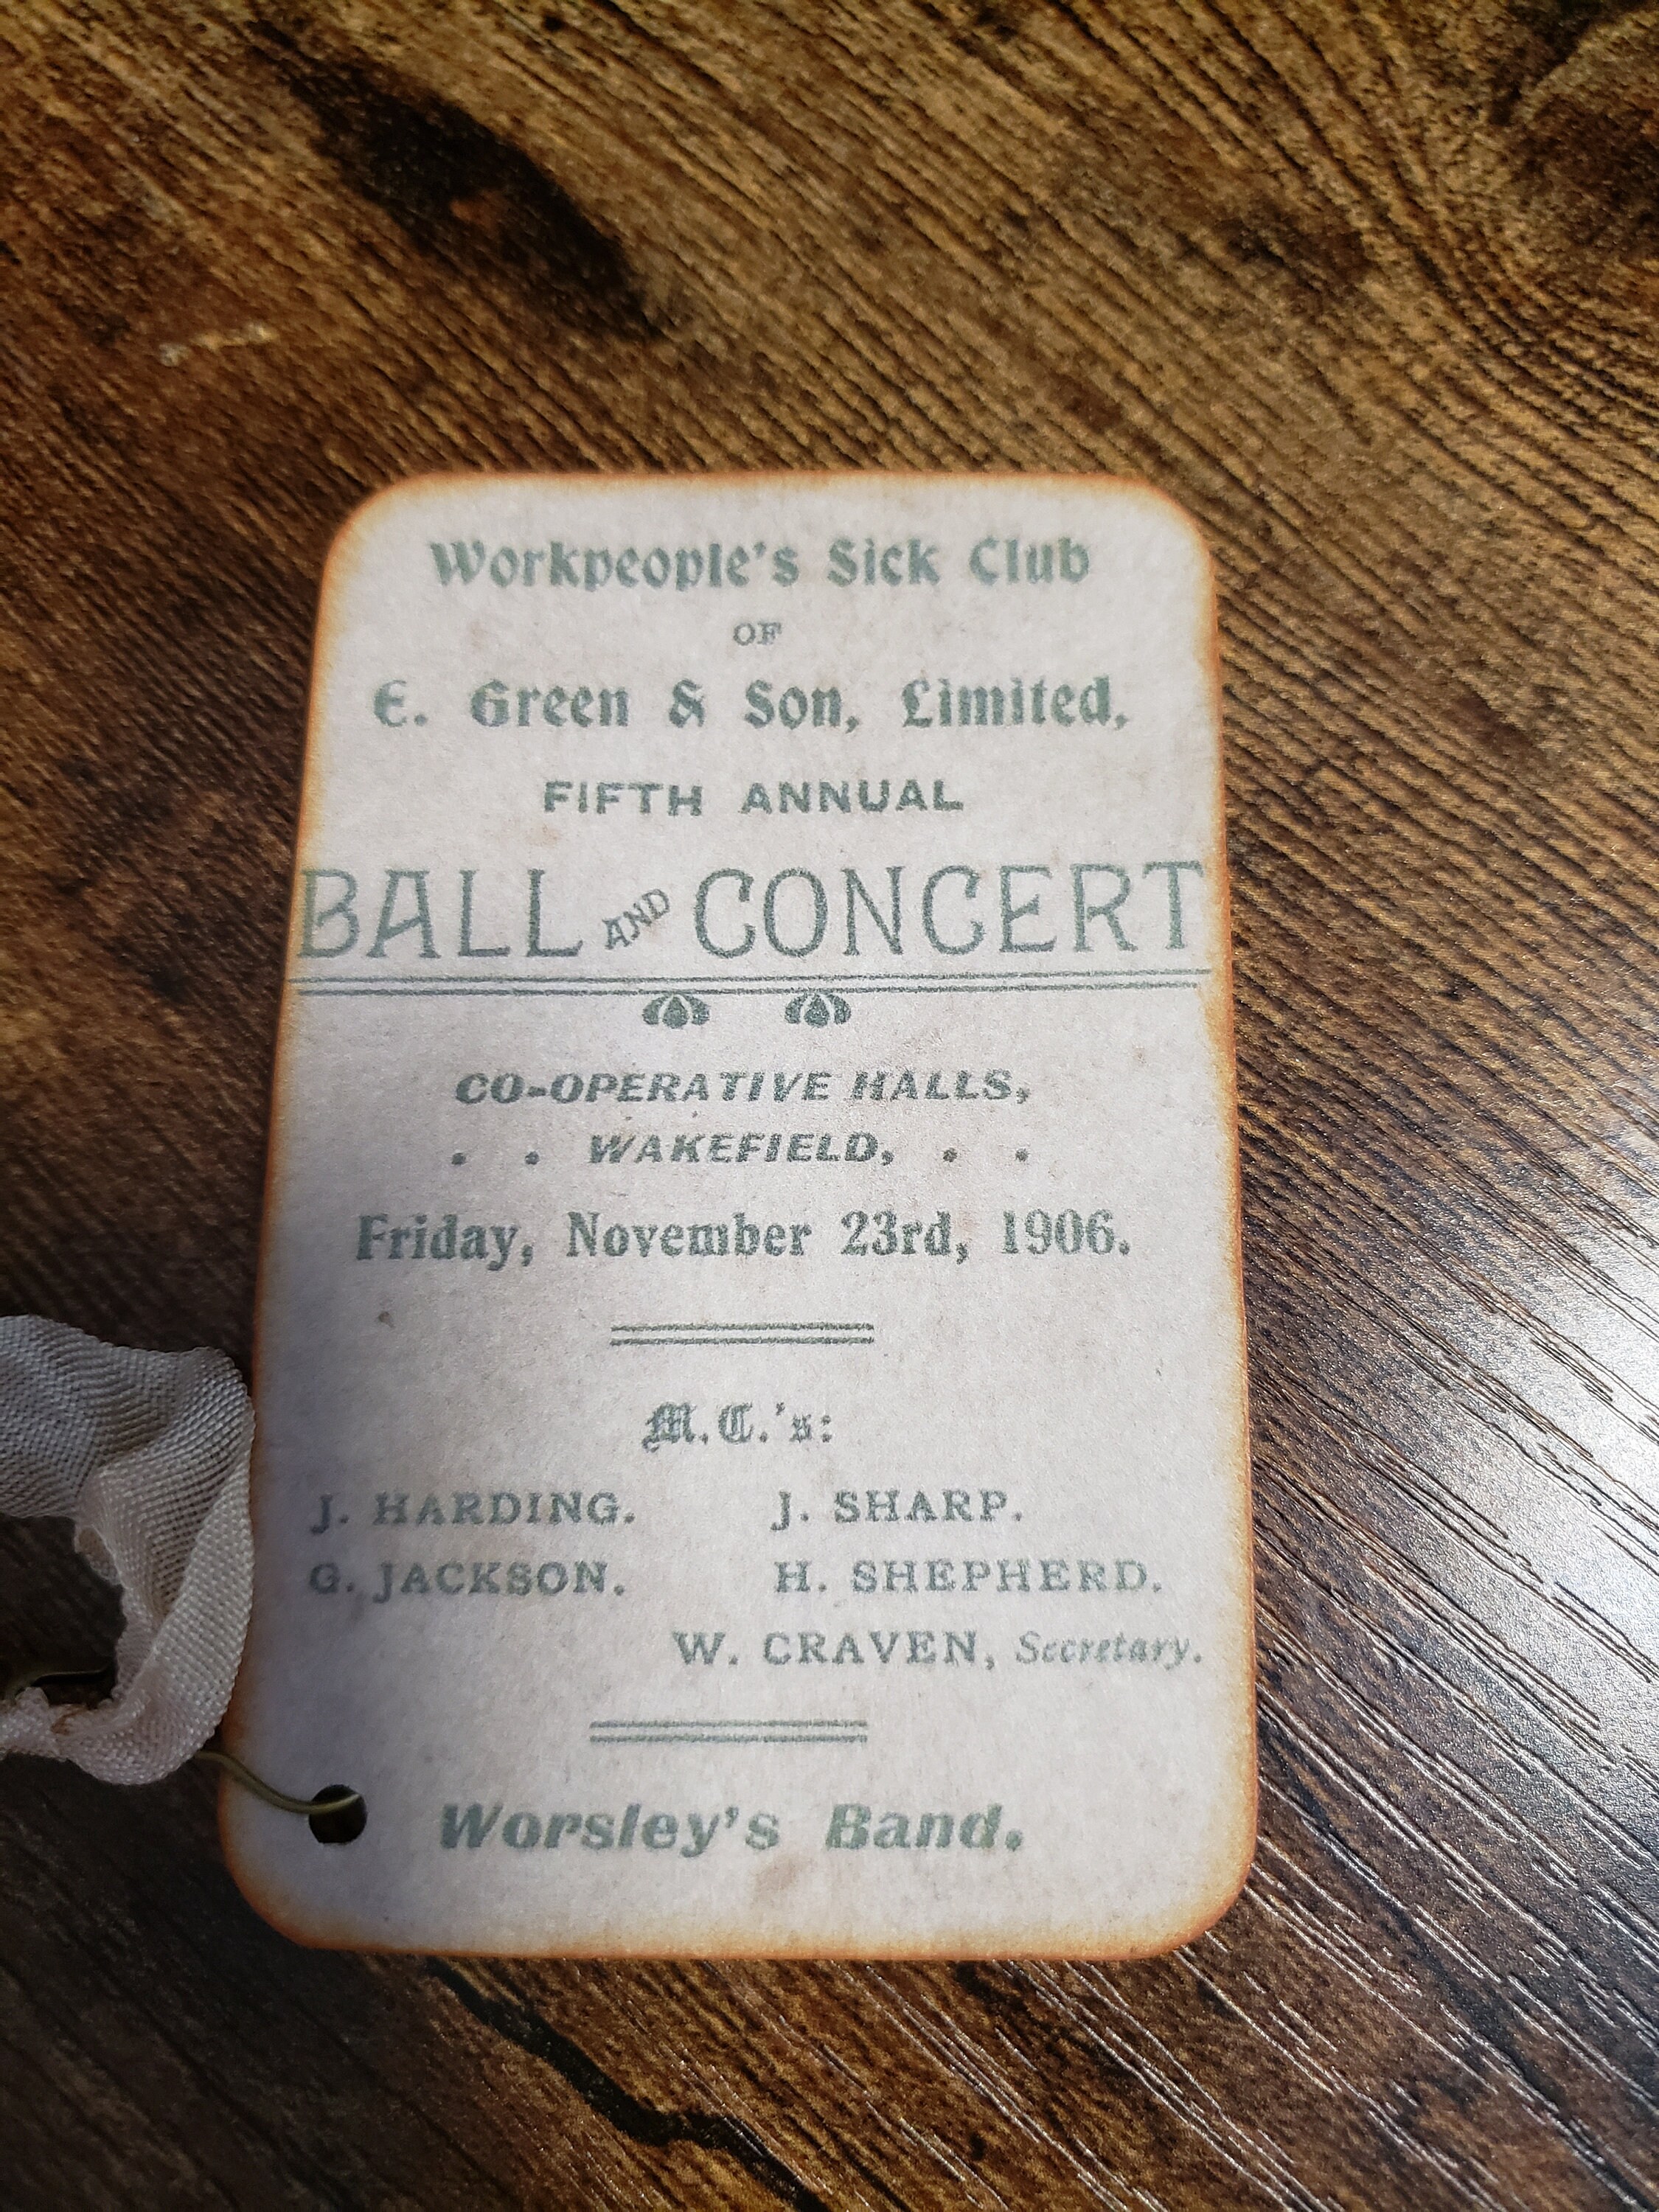 Workpeople's Sick Club
OF
E. Green & Son, Limited,
FIFTH ANNUAL
BALL AND CONCERT
CO-OPERATIVE HALLS,
. . WAKEFIELD, . .
Friday, November 23rd, 1906.
M.C.'s:
J. HARDING. J. SHARP.
G. JACKSON. H. SHEPHERD.
W. CRAVEN, Secretary.
Worsley's Band.